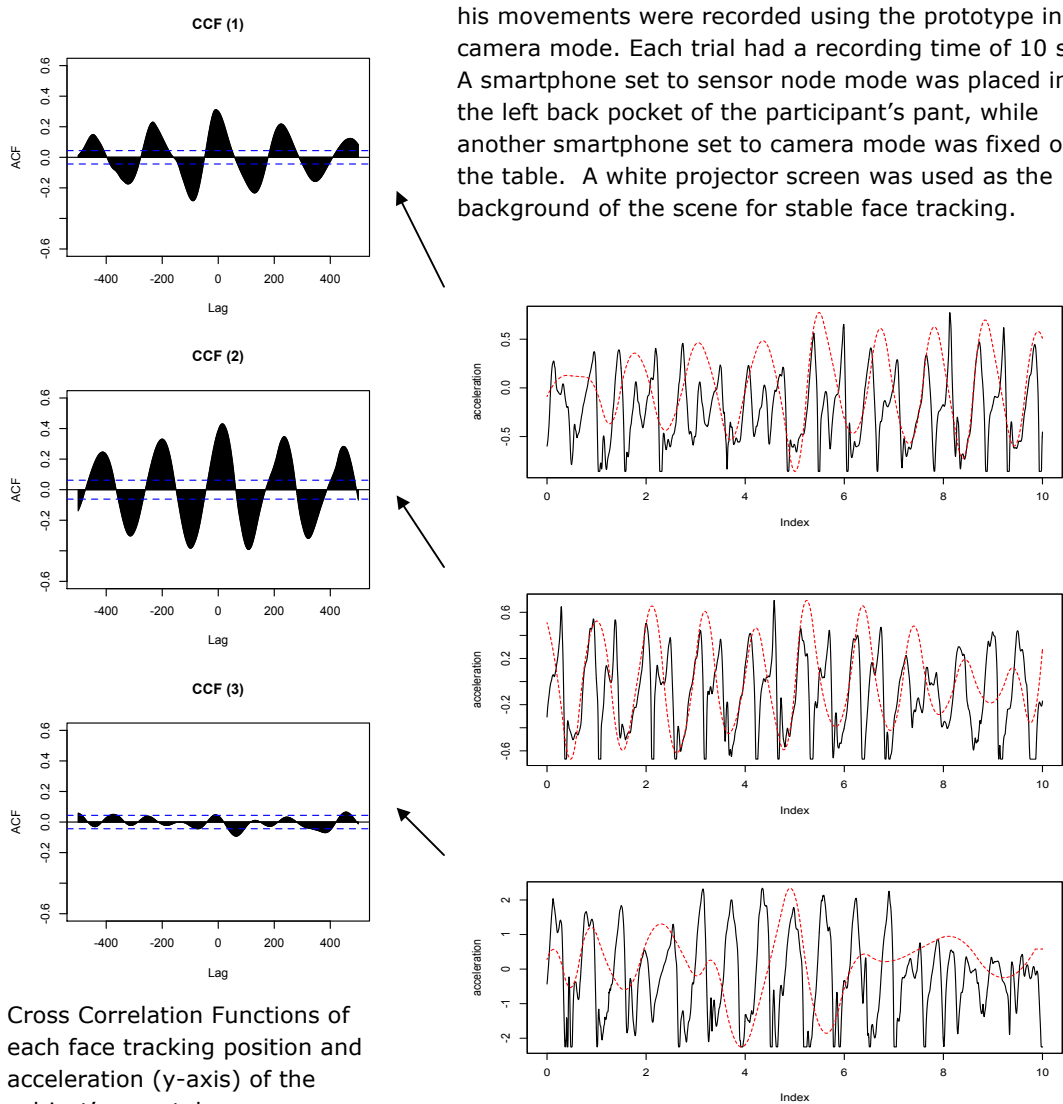 his movements were recorded using the prototype in
camera mode. Each trial had a recording time of 10 s
A smartphone set to sensor node mode was placed in
the left back pocket of the participant's pant, while
another smartphone set to camera mode was fixed
the table.  A white projector screen was used as the
background of the scene for stable face tracking.
CCF (1)
ACF
0.6
0.4
0.2
0.0
-0.2
-0.6
-400 -200 0 200 400
Lag
CCF (2)
ACF
0.6
0.4
0.2
0.0
-0.2
-0.6
-400 -200 0 200 400
Lag
CCF (3)
ACF
0.6
0.4
0.2
0.0
-0.2
-0.6
-400 -200 0 200 400
Lag
Cross Correlation Functions of
each face tracking position and
acceleration (y-axis) of the
acceleration
0.5
0.0
-0.5
0 2 4 6 8 10
Index
acceleration
0.6
0.2
-0.2
-0.6
0 2 4 6 8 10
Index
acceleration
2
1
0
-1
-2
0 2 4 6 8 10
Index